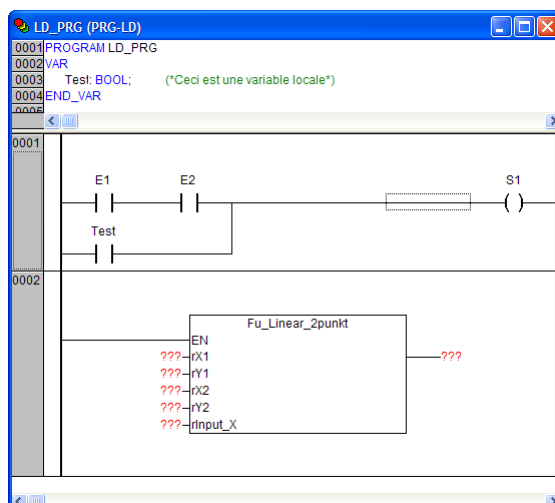 LD_PRG (PRG-LD)
0001 PROGRAM LD_PRG
0002 VAR
0003 Test: BOOL; (*Ceci est une variable locale*)
0004 END_VAR
0005
0001
E1 E2 S1
Test
0002
Fu_Linear_2punkt
EN
??? rX1 ???
??? rY1
??? rX2
??? rY2
??? rInput_X